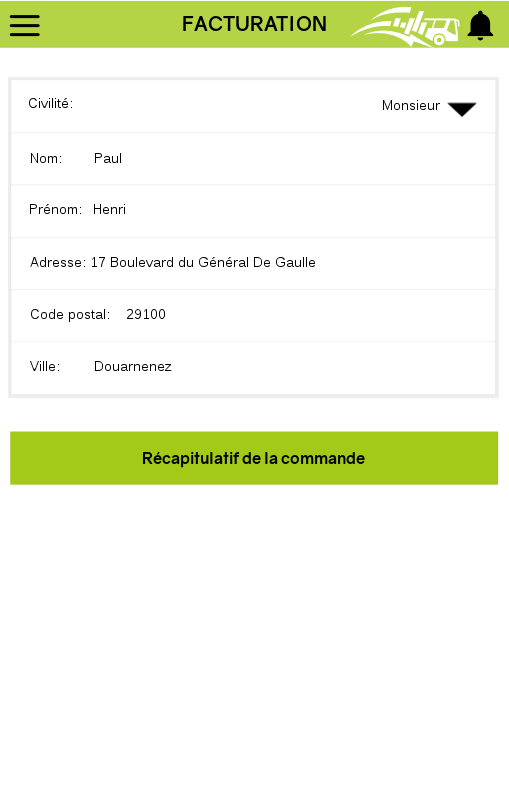 FACTURATION
Civilité: Monsieur
Nom: Paul
Prénom: Henri
Adresse: 17 Boulevard du Général De Gaulle
Code postal: 29100
Ville: Douarnenez
Récapitulatif de la commande